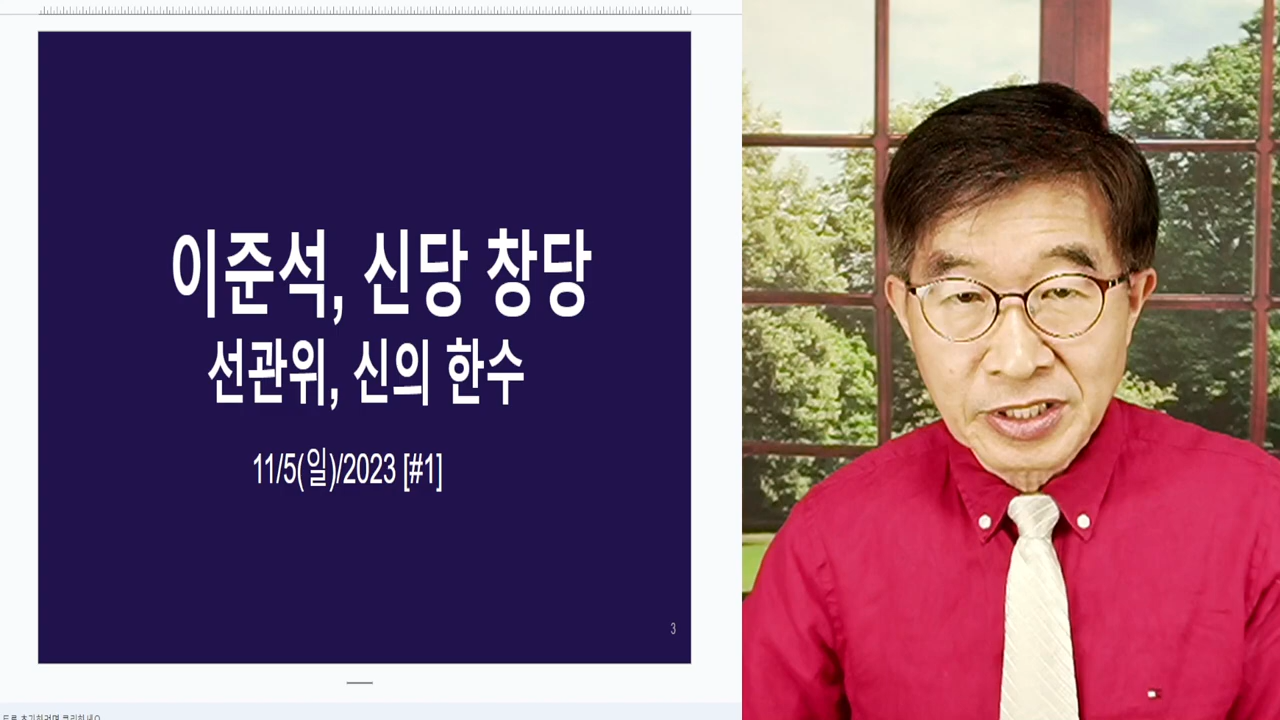 이준석, 신당 창당
선관위, 신의 한수
11/5(일)/2023 [#1]
3